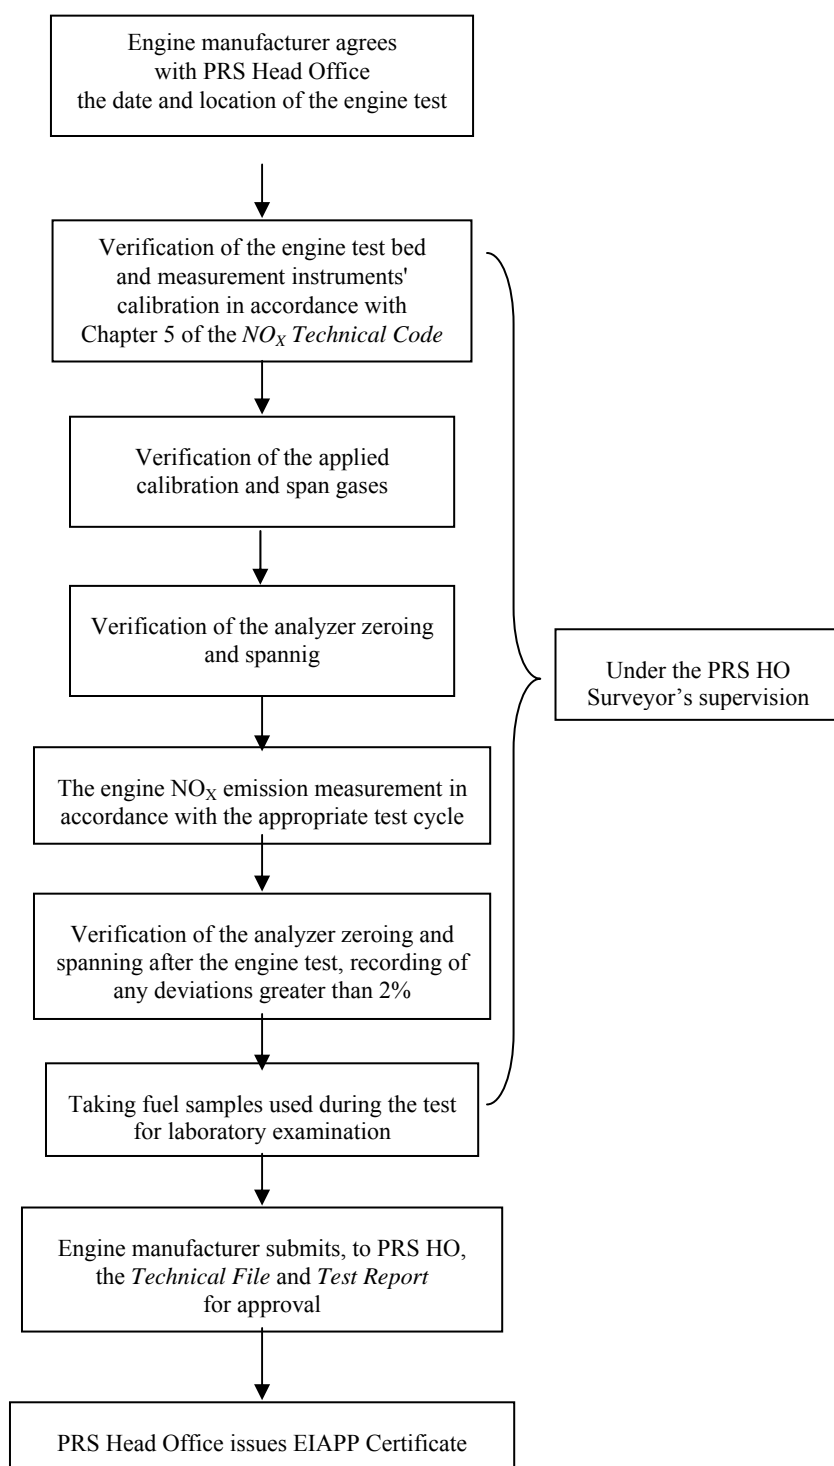 Engine manufacturer agrees
with PRS Head Office
the date and location of the engine test
Verification of the engine test bed
and measurement instruments'
calibration in accordance with
Chapter 5 of the NOX Technical Code
Verification of the applied
calibration and span gases
Verification of the analyzer zeroing
and spannig
Under the PRS HO
Surveyor’s supervision
The engine NOX emission measurement in
accordance with the appropriate test cycle
Verification of the analyzer zeroing and
spanning after the engine test, recording of
any deviations greater than 2%
Taking fuel samples used during the test
for laboratory examination
Engine manufacturer submits, to PRS HO,
the Technical File and Test Report
for approval
PRS Head Office issues EIAPP Certificate